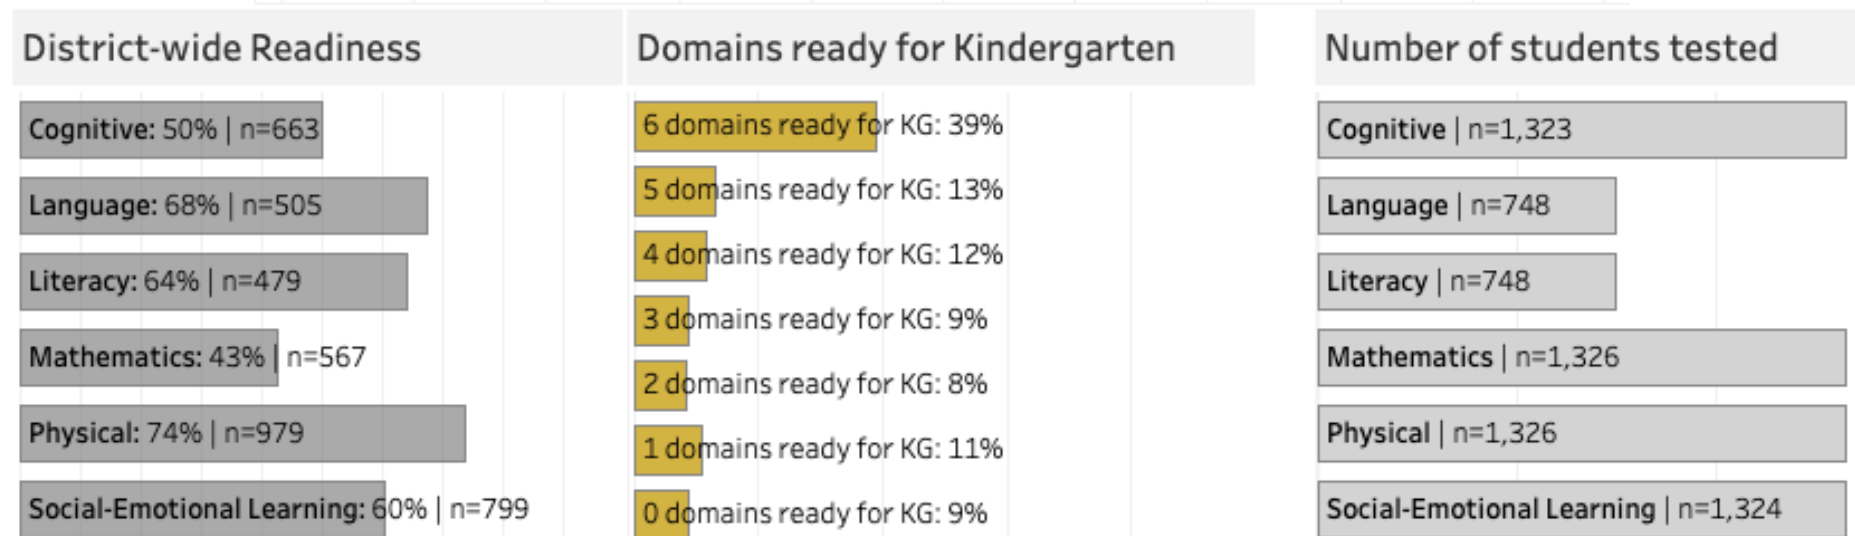 District-wide Readiness
Cognitive: 50% | n=663
Language: 68% | n=505
Literacy: 64% | n=479
Mathematics: 43% | n=567
Physical: 74% | n=979
Social-Emotional Learning: 60% | n=799
Domains ready for Kindergarten
6 domains ready for KG: 39%
5 domains ready for KG: 13%
4 domains ready for KG: 12%
3 domains ready for KG: 9%
2 domains ready for KG: 8%
1 domains ready for KG: 11%
0 domains ready for KG: 9%
Number of students tested
Cognitive | n=1,323
Language | n=748
Literacy | n=748
Mathematics | n=1,326
Physical | n=1,326
Social-Emotional Learning | n=1,324